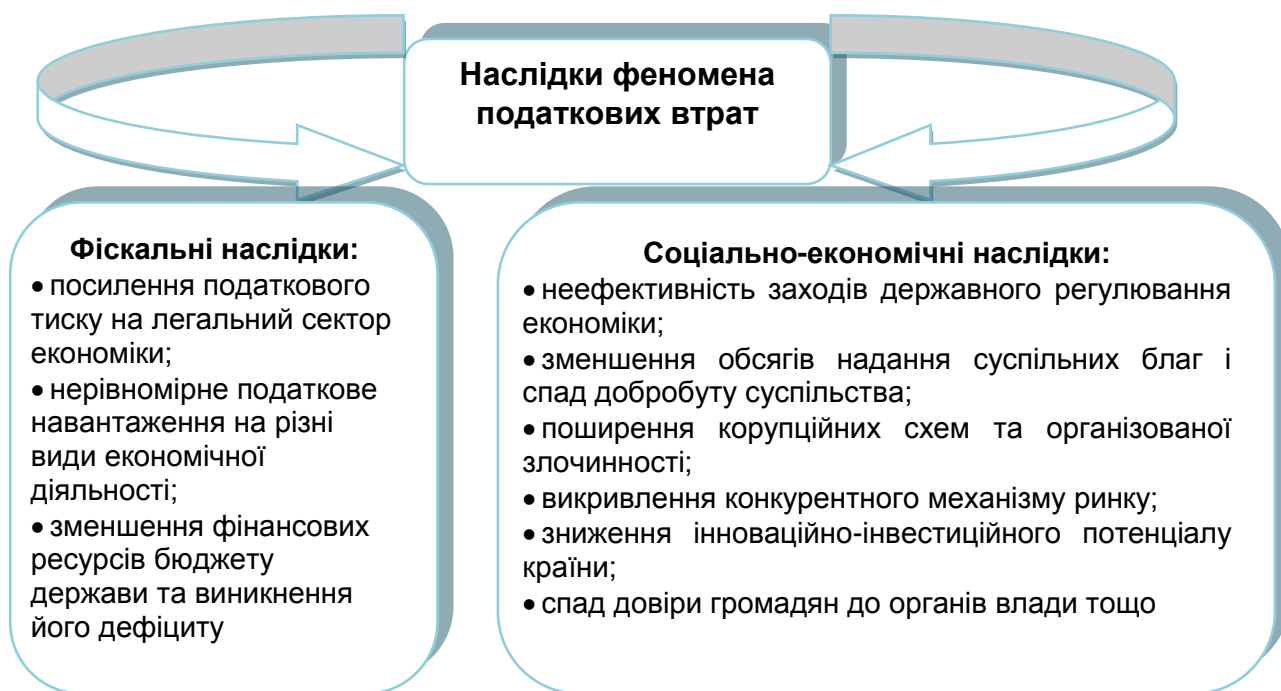 Наслідки феномена
податкових втрат
Фіскальні наслідки:
• посилення податкового
тиску на легальний сектор
економіки;
• нерівномірне податкове
навантаження на різні
види економічної
діяльності;
• зменшення фінансових
ресурсів бюджету
держави та виникнення
його дефіциту
Соціально-економічні наслідки:
• неефективність заходів державного регулювання
економіки;
• зменшення обсягів надання суспільних благ і
спад добробуту суспільства;
• поширення корупційних схем та організованої
злочинності;
• викривлення конкурентного механізму ринку;
• зниження інноваційно-інвестиційного потенціалу
країни;
• спад довіри громадян до органів влади тощо